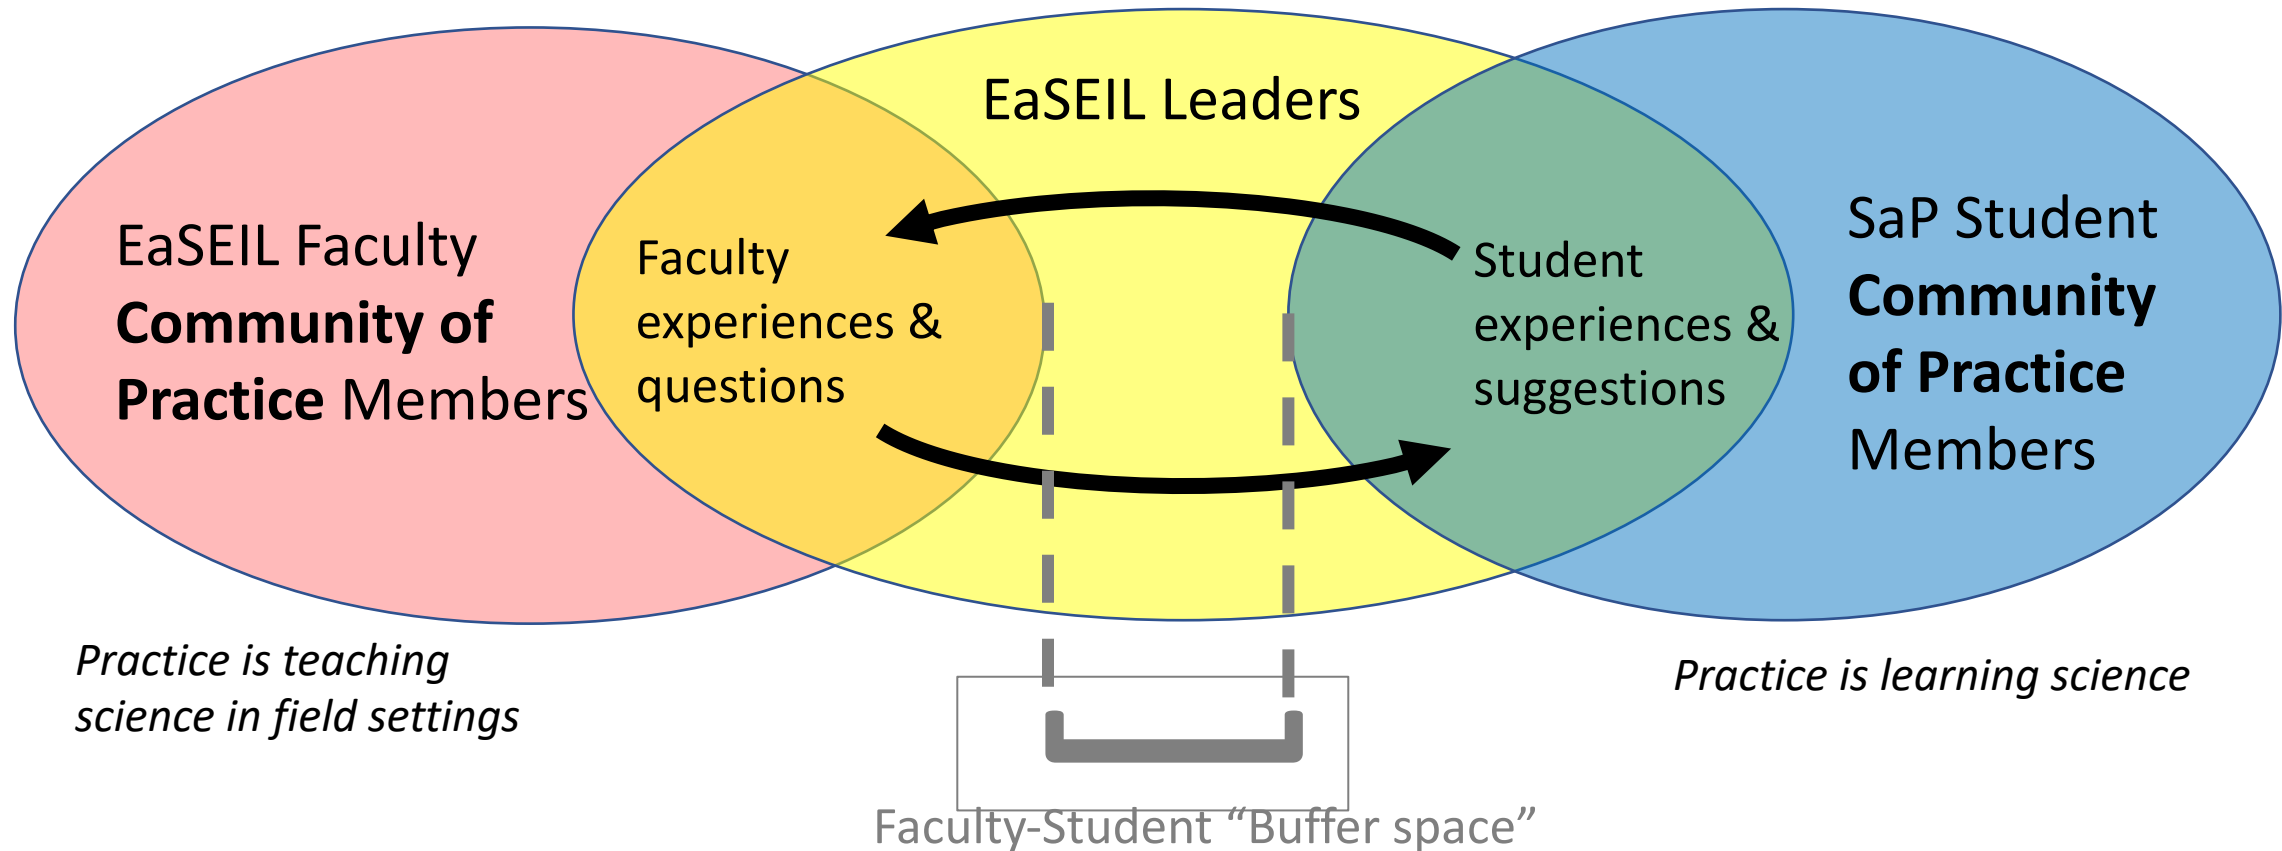 EaSEIL Leaders
EaSEIL Faculty
Community of
Practice Members
Faculty
experiences &
questions
Student
experiences &
suggestions
SaP Student
Community
of Practice
Members
Practice is teaching
science in field settings
Practice is learning science
Faculty-Student “Buffer space”